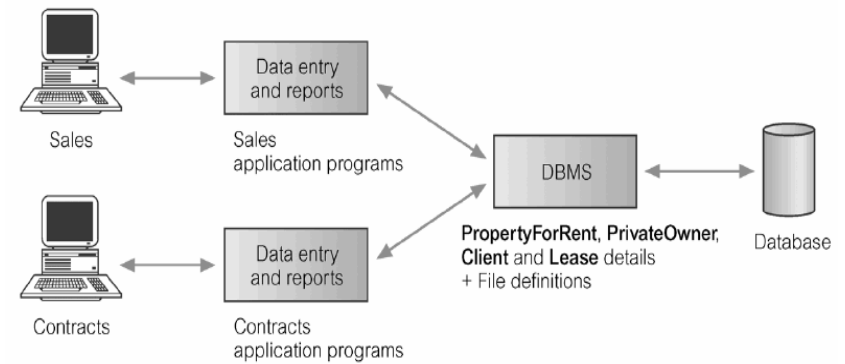 Sales
Data entry
and reports
Sales
application programs
DBMS
PropertyForRent, PrivateOwner,
Client and Lease details
+ File definitions
Database
Contracts
Data entry
and reports
Contracts
application programs